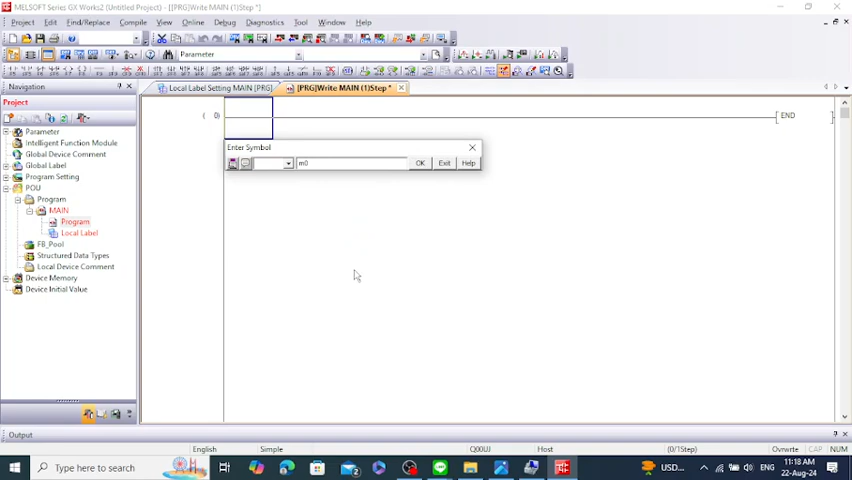 MELSOFT Series GX Works2 (Untitled Project) - [[PRG]Write MAIN (1)Step *]
Project Edit Find/Replace Compile View Online Debug Diagnostics Tool Window Help
Parameter
Navigation
Local Label Setting MAIN [PRG]
[PRG]Write MAIN (1)Step *
Project
( 0)
END
Parameter
Intelligent Function Module
Global Device Comment
Global Label
Program Setting
POU
Program
MAIN
Program
Local Label
FB_Pool
Structured Data Types
Local Device Comment
Device Memory
Device Initial Value
Enter Symbol
m0
OK
Exit
Help
Output
English
Simple
Q00UJ
Host
(0/1Step)
Ovrwrte
CAP
NUM
Type here to search
USD...
ENG
11:18 AM
22-Aug-24